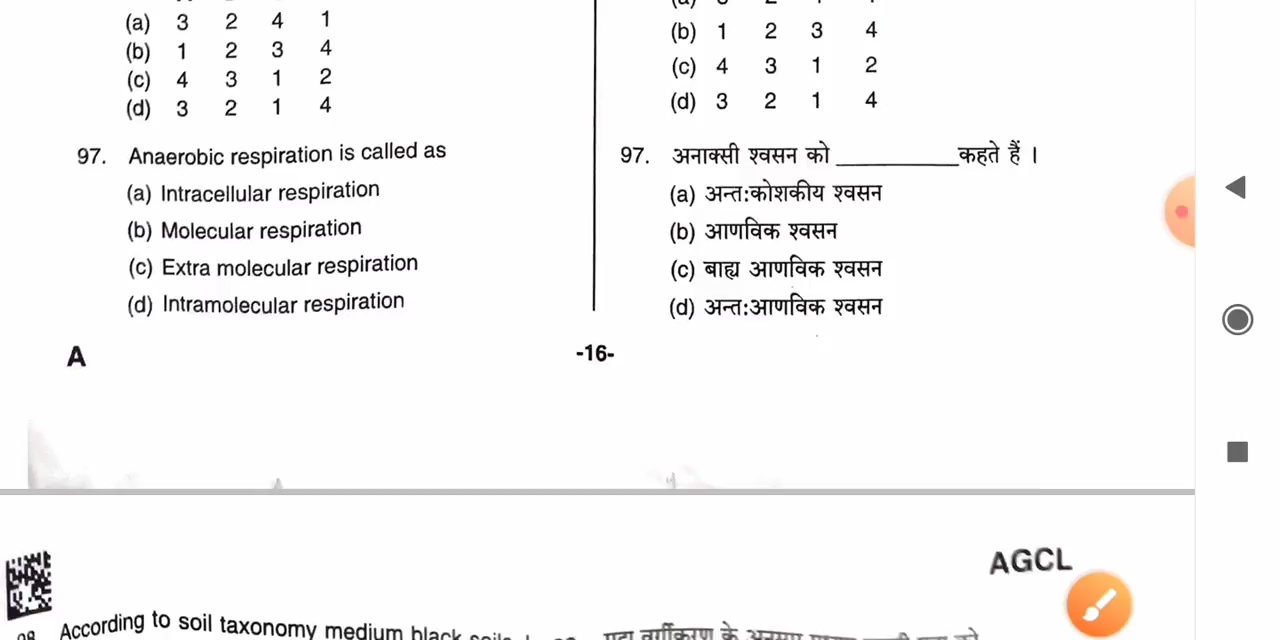 (a) 3 2 4 1
(b) 1 2 3 4
(c) 4 3 1 2
(d) 3 2 1 4
97. Anaerobic respiration is called as
(a) Intracellular respiration
(b) Molecular respiration
(c) Extra molecular respiration
(d) Intramolecular respiration
(b) 1 2 3 4
(c) 4 3 1 2
(d) 3 2 1 4
97. अनाक्सी श्वसन को __________कहते हैं ।
(a) अन्त:कोशकीय श्वसन
(b) आणविक श्वसन
(c) बाह्य आणविक श्वसन
(d) अन्त:आणविक श्वसन
A
-16-
AGCL
According to soil taxonomy medium black